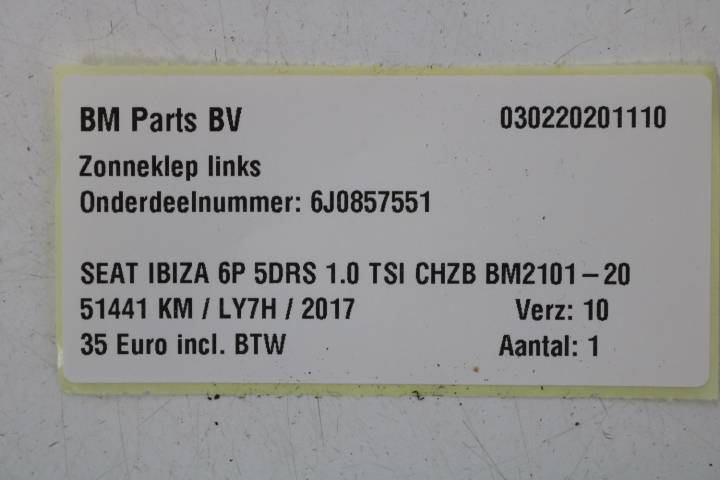 BM Parts BV 030220201110
Zonneklep links
Onderdeelnummer: 6J0857551
SEAT IBIZA 6P 5DRS 1.0 TSI CHZB BM2101-20
51441 KM / LY7H / 2017 Verz: 10
35 Euro incl. BTW Aantal: 1